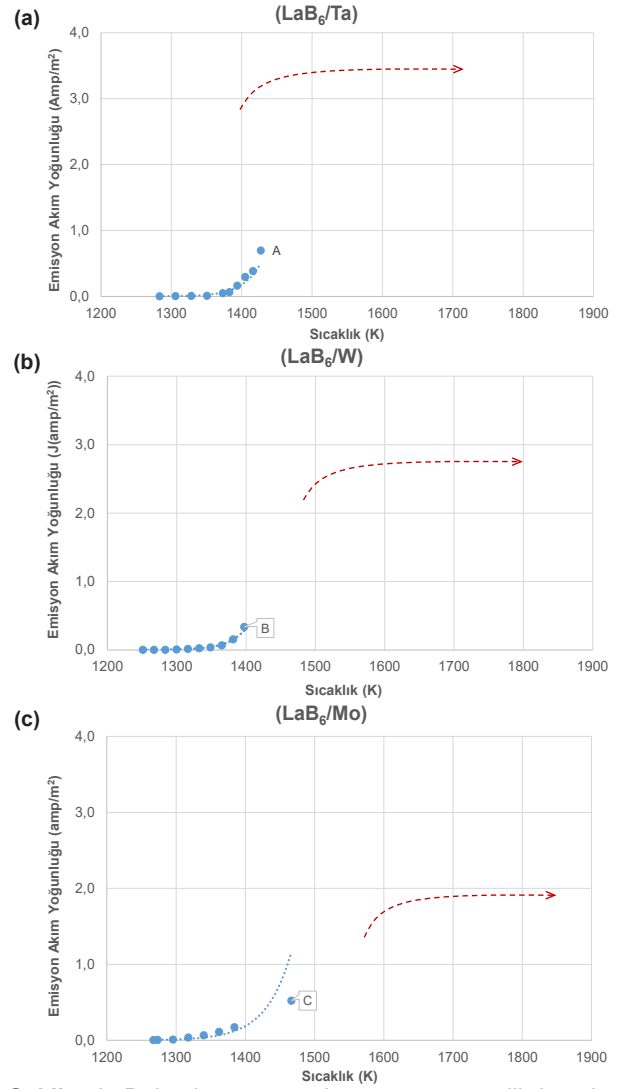 (a)
(LaB6/Ta)
Emisyon Akım Yoğunluğu (Amp/m²)
4,0
3,0
2,0
1,0
0,0
A
1200 1300 1400 1500 1600 1700 1800 1900
Sıcaklık (K)
(b)
(LaB6/W)
Emisyon Akım Yoğunluğu (J(amp/m²))
4,0
3,0
2,0
1,0
0,0
B
1200 1300 1400 1500 1600 1700 1800 1900
Sıcaklık (K)
(c)
(LaB6/Mo)
Emisyon Akım Yoğunluğu (amp/m²)
4,0
3,0
2,0
1,0
0,0
C
1200 1300 1400 1500 1600 1700 1800 1900
Sıcaklık (K)